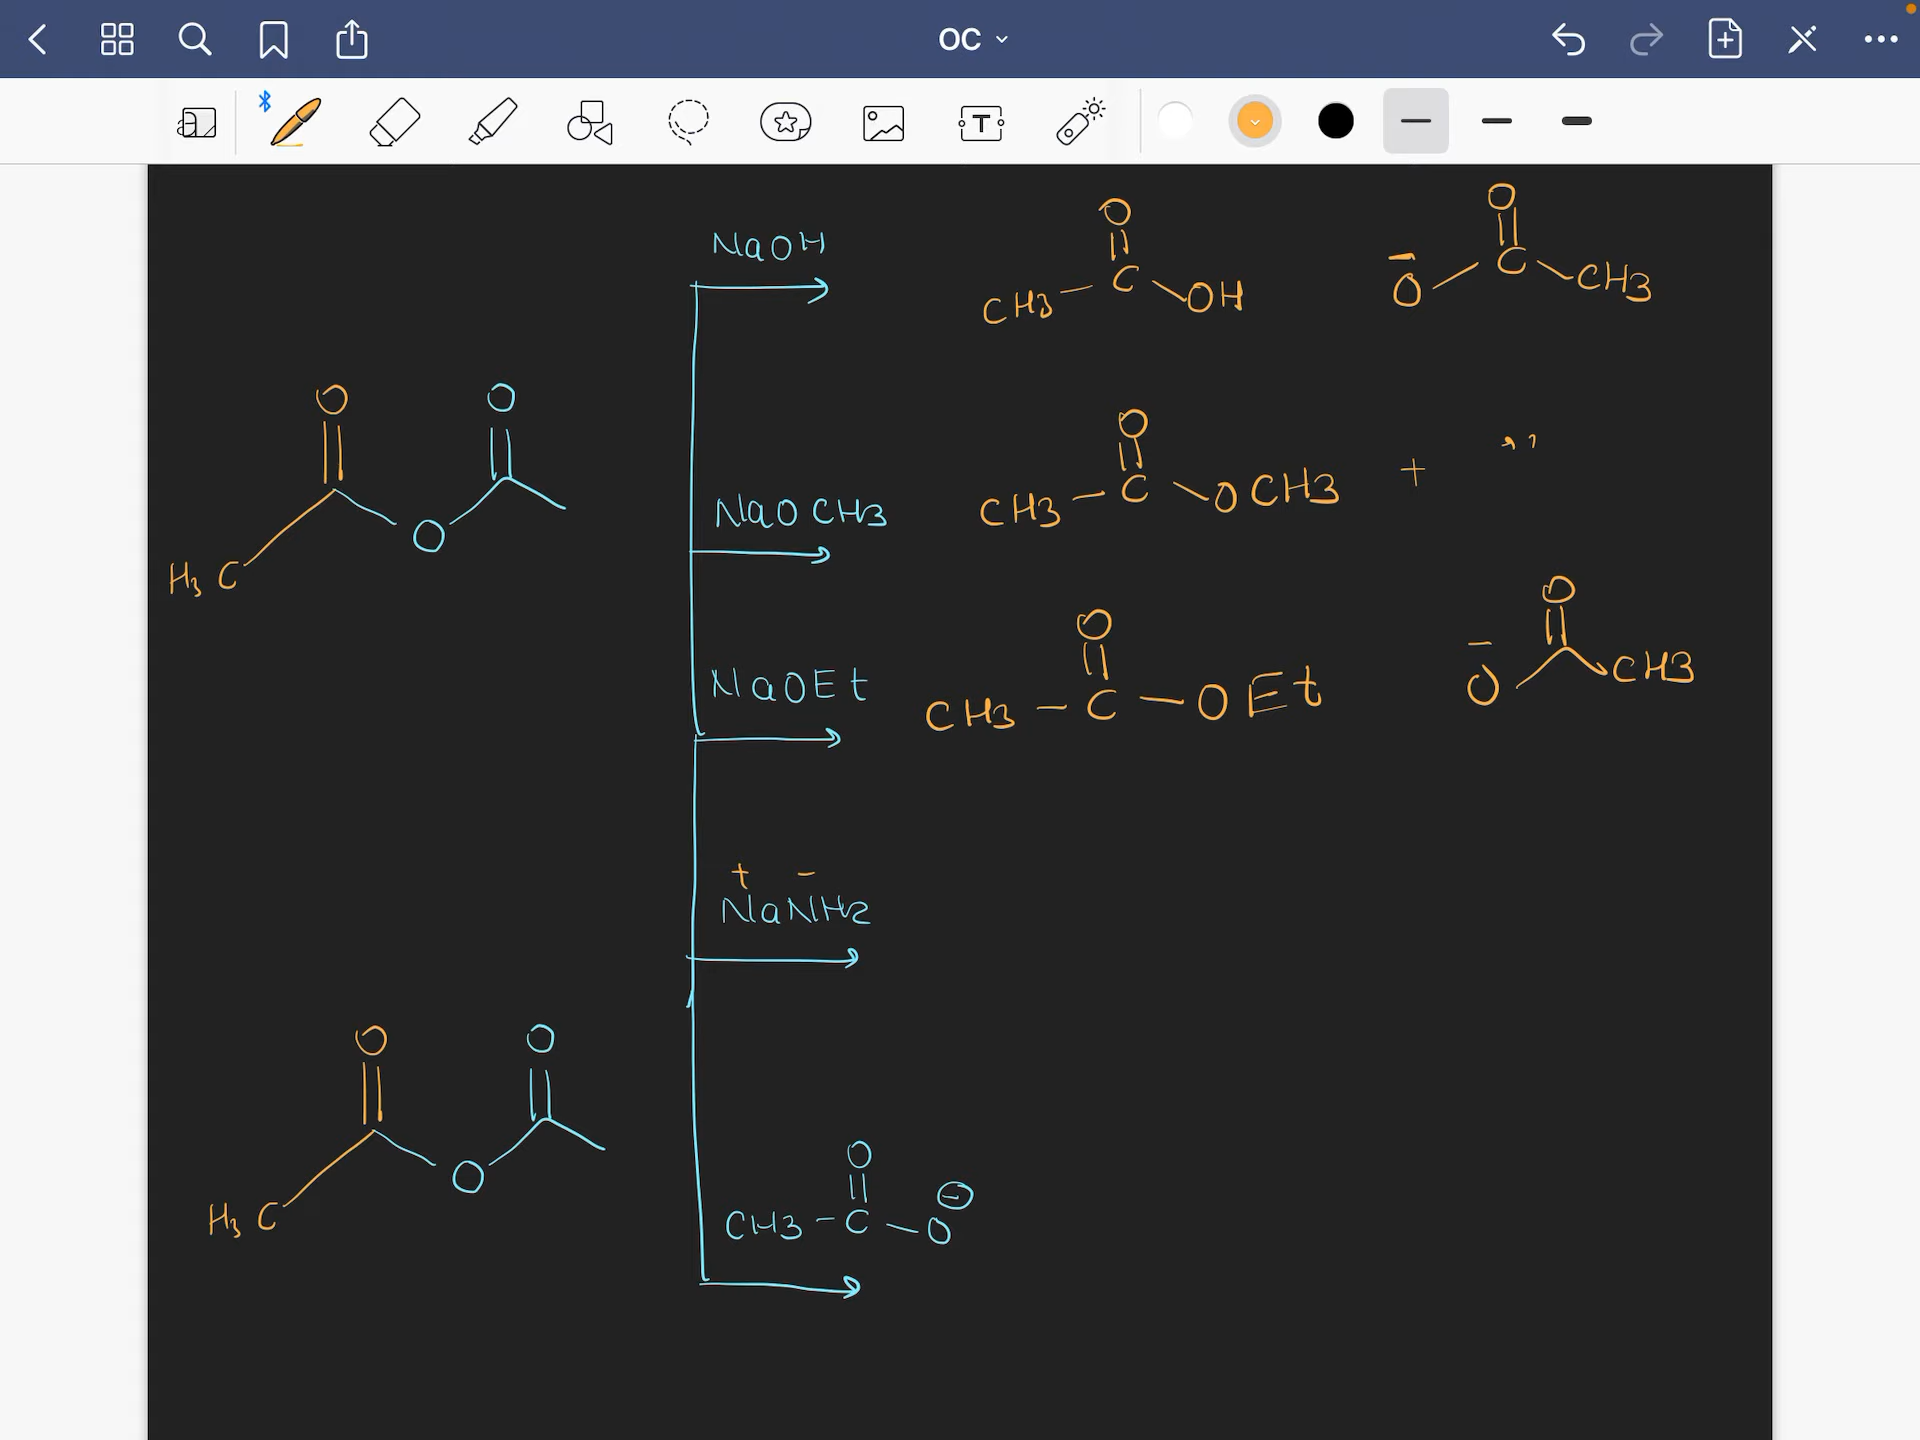 OC
T
NaOH
O
O
CH3 C OH
O C CH3
O
O
O
H3C
NaOCH3
O
CH3 - C OCH3 + "
NaOEt
O
CH3 - C - OEt
O
O CH3
+ -
NaNH2
O
O
O
H3C
O
CH3 - C - O
-